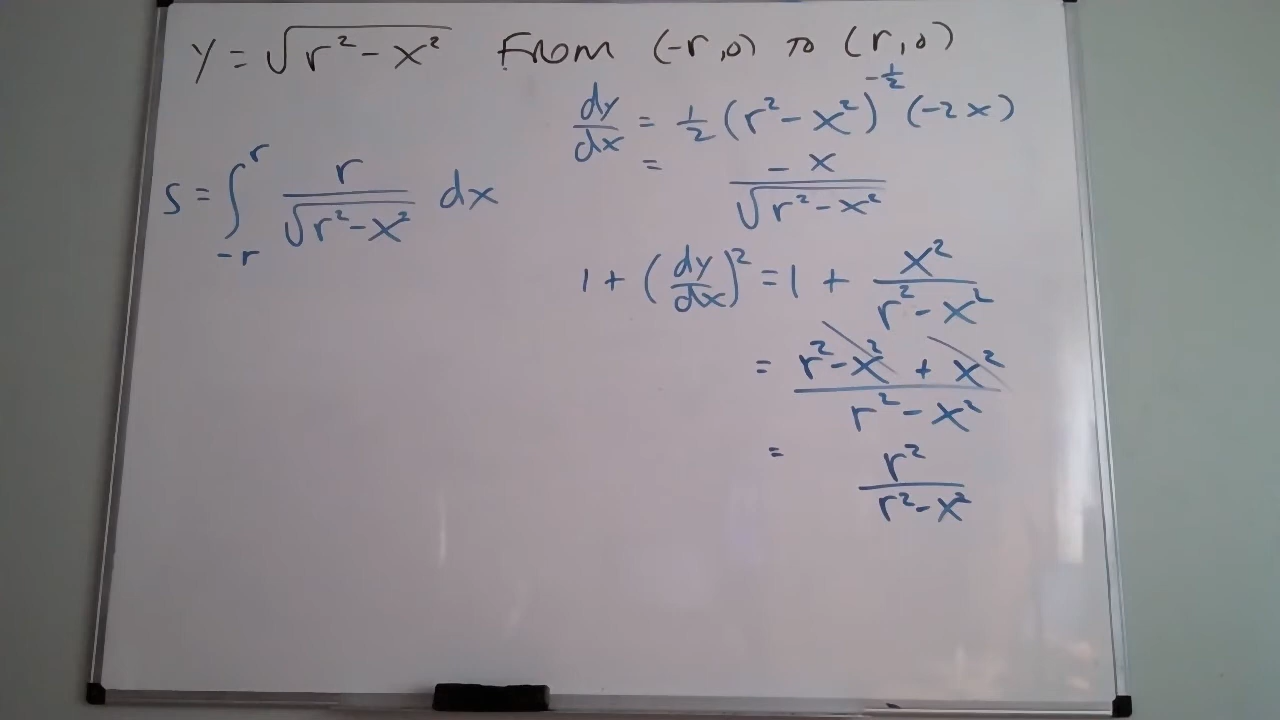 y = √(r² - x²) From (-r,0) to (r,0)
dy/dx = 1/2 (r² - x²)^(-1/2) (-2x)
= -x / √(r² - x²)
S = ∫_{-r}^{r} r / √(r² - x²) dx
1 + (dy/dx)² = 1 + x² / (r² - x²)
= (r² - x² + x²) / (r² - x²)
= r² / (r² - x²)